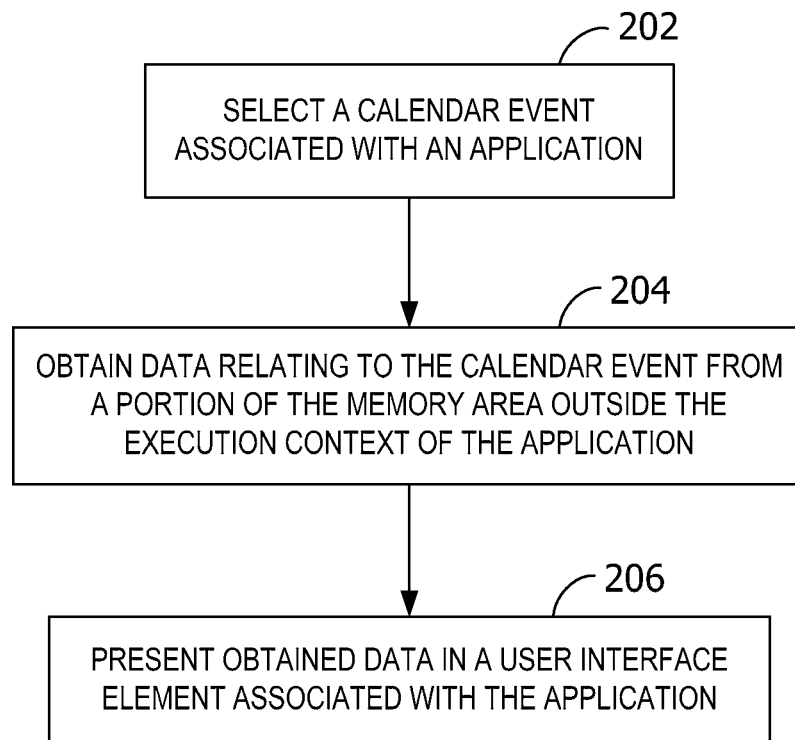 202
SELECT A CALENDAR EVENT
ASSOCIATED WITH AN APPLICATION
204
OBTAIN DATA RELATING TO THE CALENDAR EVENT FROM
A PORTION OF THE MEMORY AREA OUTSIDE THE
EXECUTION CONTEXT OF THE APPLICATION
206
PRESENT OBTAINED DATA IN A USER INTERFACE
ELEMENT ASSOCIATED WITH THE APPLICATION